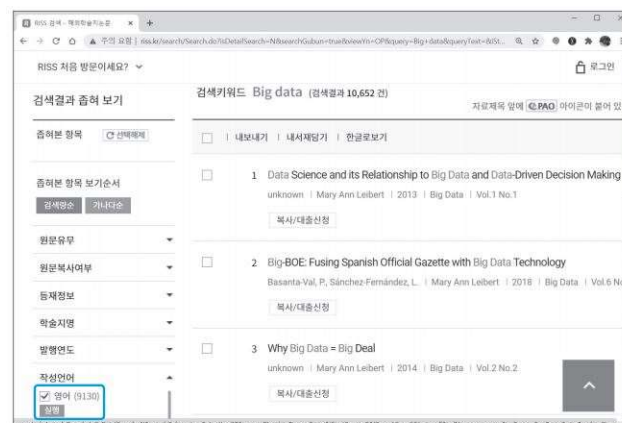 RISS 검색 - 해외학술지논문
주의 요함 | riss.kr/search/Search.do?isDetailSearch=N&searchGubun=true&viewYn=OP&query=Big+data&queryText=&iSt...
RISS 처음 방문이세요?
로그인
검색결과 좁혀 보기
검색키워드 Big data (검색결과 10,652 건)
자료제목 앞에 PAO 아이콘이 붙어 있
좁혀본 항목 선택해제
내보내기 | 내서재담기 | 한글로보기
좁혀본 항목 보기순서
검색량순 가나다순
1 Data Science and its Relationship to Big Data and Data-Driven Decision Making
unknown | Mary Ann Leibert | 2013 | Big Data | Vol.1 No.1
복사/대출신청
원문유무
원문복사여부
등재정보
학술지명
발행연도
작성언어
영어 (9130)
실행
2 Big-BOE: Fusing Spanish Official Gazette with Big Data Technology
Basanta-Val, P., Sánchez-Fernández, L. | Mary Ann Leibert | 2018 | Big Data | Vol.6 No
복사/대출신청
3 Why Big Data = Big Deal
unknown | Mary Ann Leibert | 2014 | Big Data | Vol.2 No.2
복사/대출신청